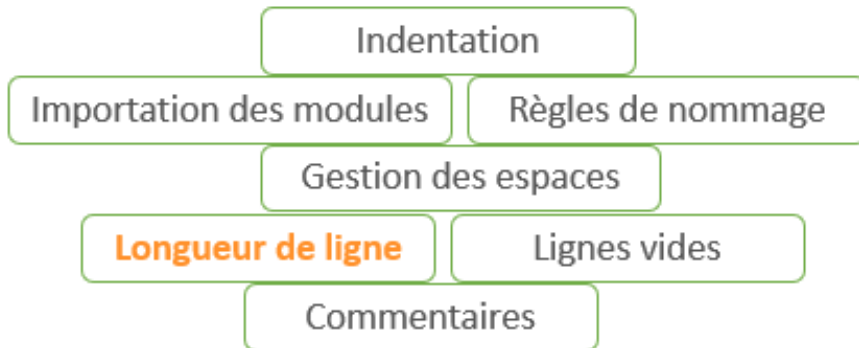 Indentation
Importation des modules
Règles de nommage
Gestion des espaces
Longueur de ligne
Lignes vides
Commentaires